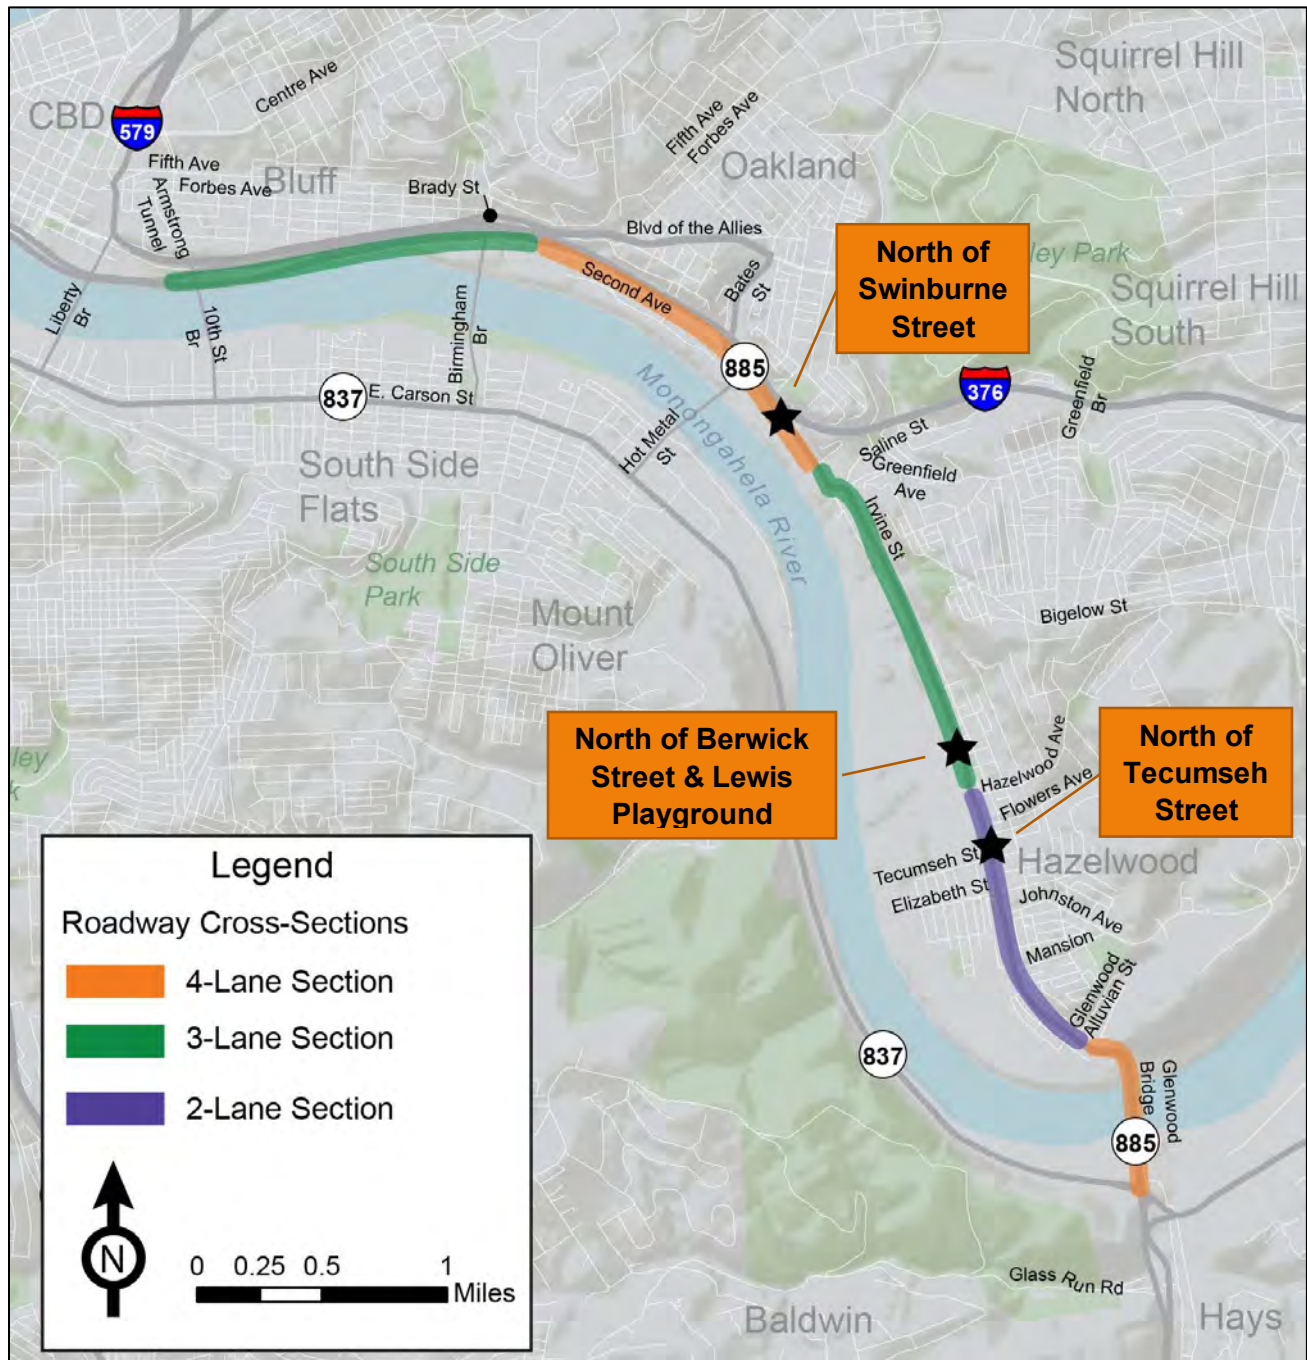 Squirrel Hill
North
CBD
579
Centre Ave
Fifth Ave
Forbes Ave
Oakland
Fifth Ave
Forbes Ave
Bluff
Armstrong
Tunnel
Brady St
Blvd of the Allies
North of
Swinburne
Street
ley Park
Squirrel Hill
South
Second Ave
Bates
St
Liberty
Br
10th St
Br
Birmingham
Br
885
376
Greenfield
Br
837
E. Carson St
Monongahela River
Hot Metal
St
Saline St
Greenfield
Ave
South Side
Flats
Irvine St
South Side
Park
Mount
Oliver
Bigelow St
North of Berwick
Street & Lewis
Playground
North of
Tecumseh
Street
Hazelwood Ave
Flowers Ave
ley
k
Tecumseh St
Hazelwood
Elizabeth St
Johnston Ave
Mansion
Glenwood
Alluvian St
837
Glenwood
Bridge
885
Legend
Roadway Cross-Sections
4-Lane Section
3-Lane Section
2-Lane Section
N
0 0.25 0.5 1
Miles
Glass Run Rd
Baldwin
Hays